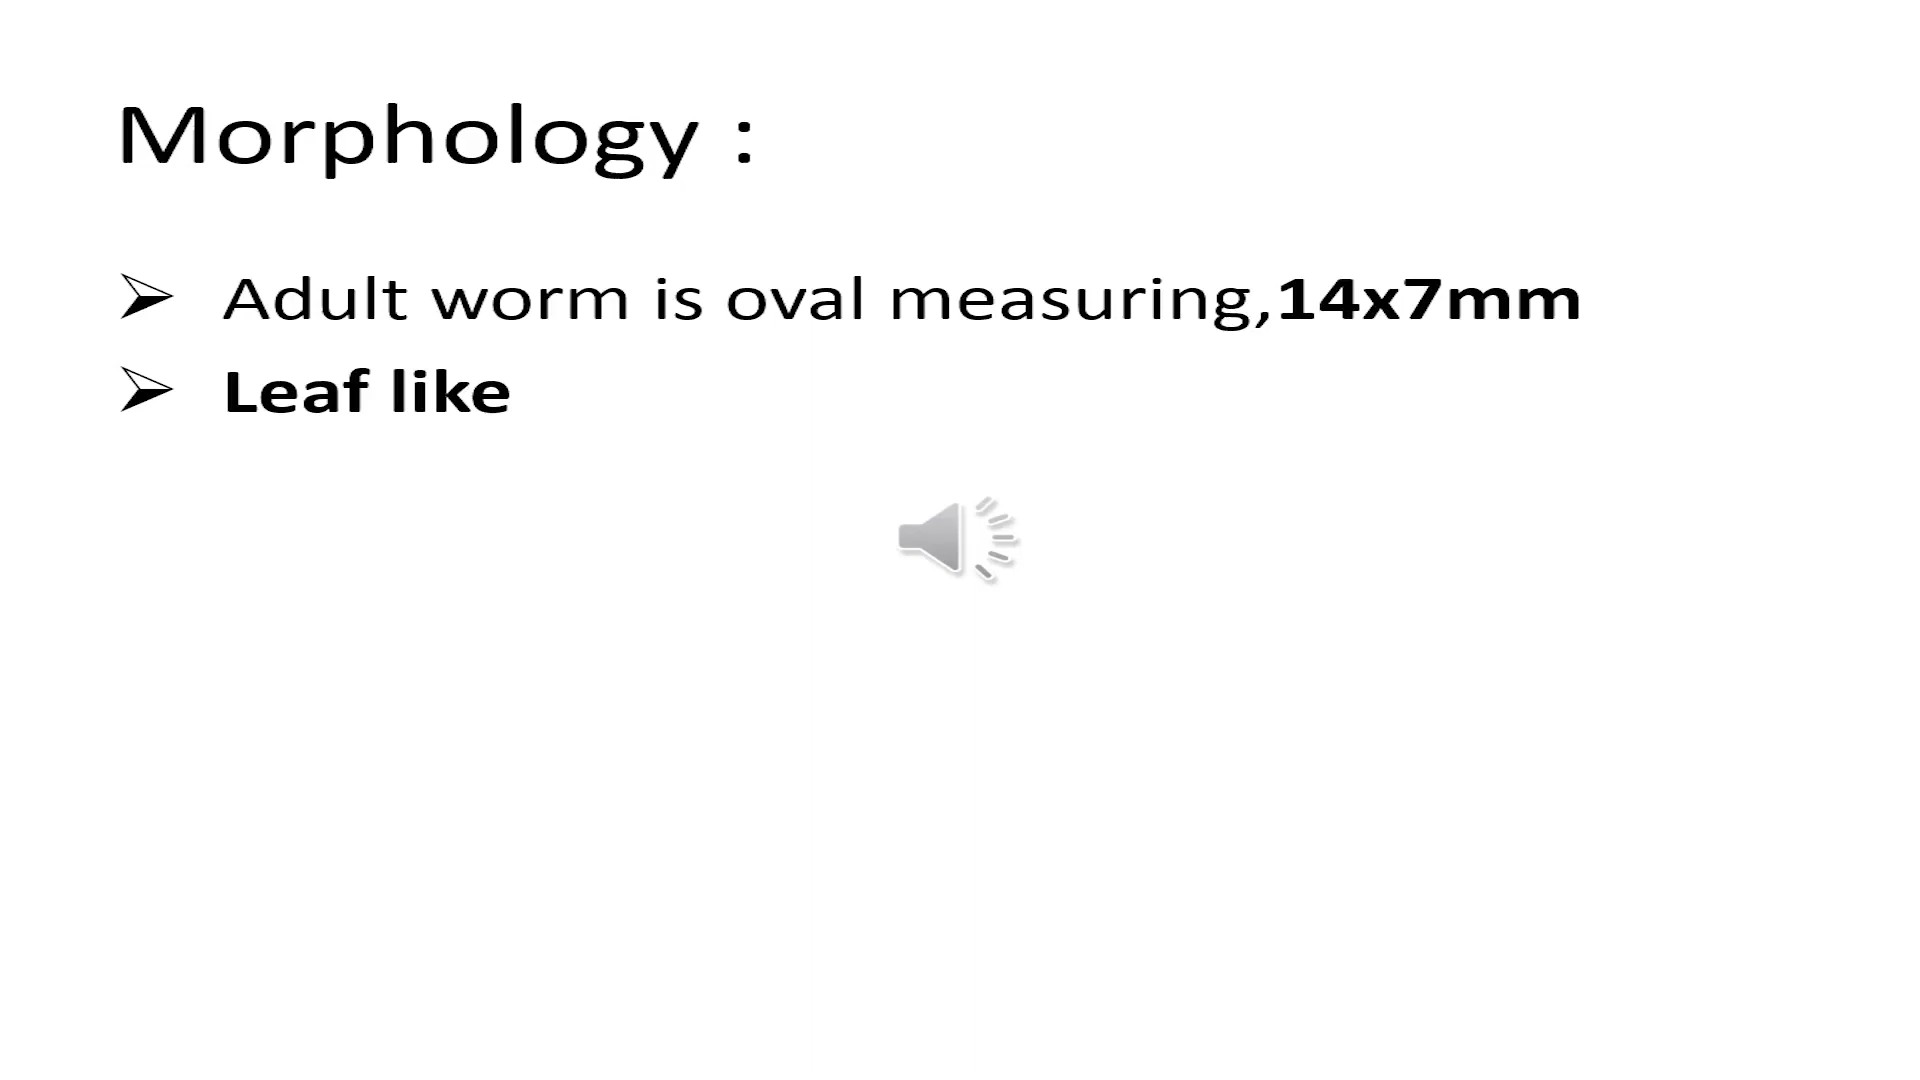 Morphology :
➢ Adult worm is oval measuring,14x7mm
➢ Leaf like